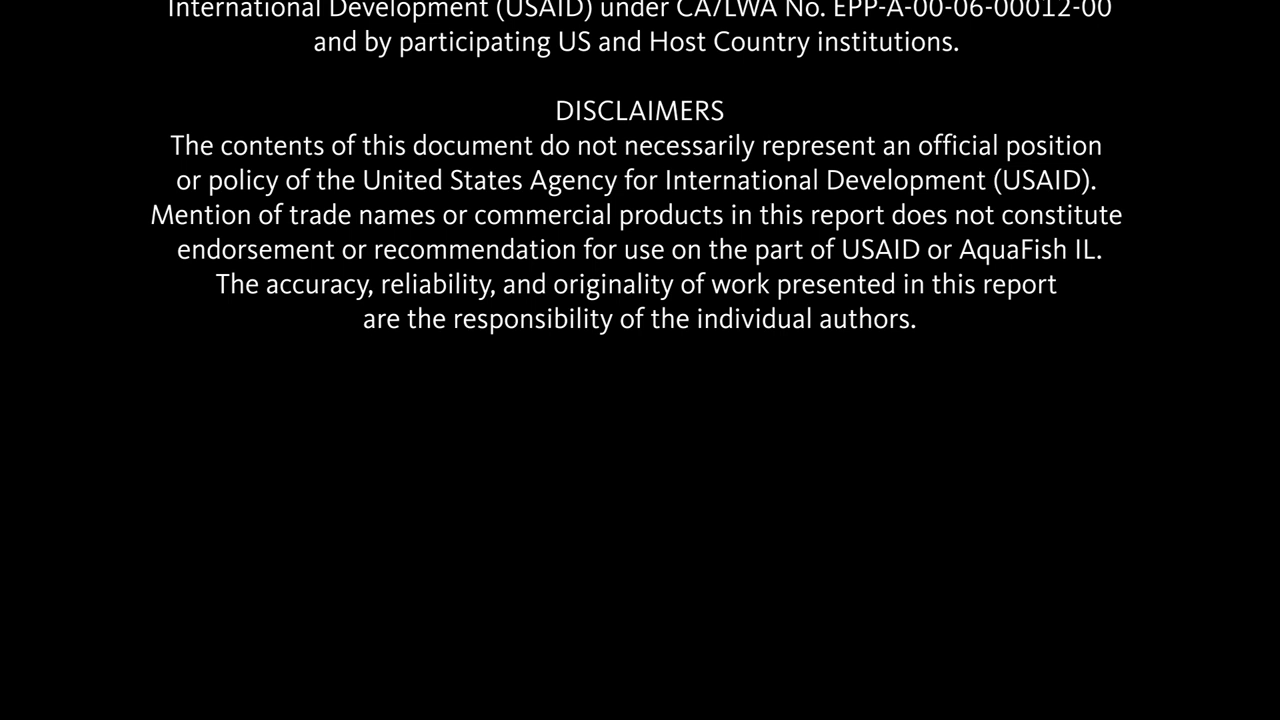 International Development (USAID) under CA/LWA No. EPP-A-00-06-00012-00
and by participating US and Host Country institutions.
DISCLAIMERS
The contents of this document do not necessarily represent an official position
or policy of the United States Agency for International Development (USAID).
Mention of trade names or commercial products in this report does not constitute
endorsement or recommendation for use on the part of USAID or AquaFish IL.
The accuracy, reliability, and originality of work presented in this report
are the responsibility of the individual authors.